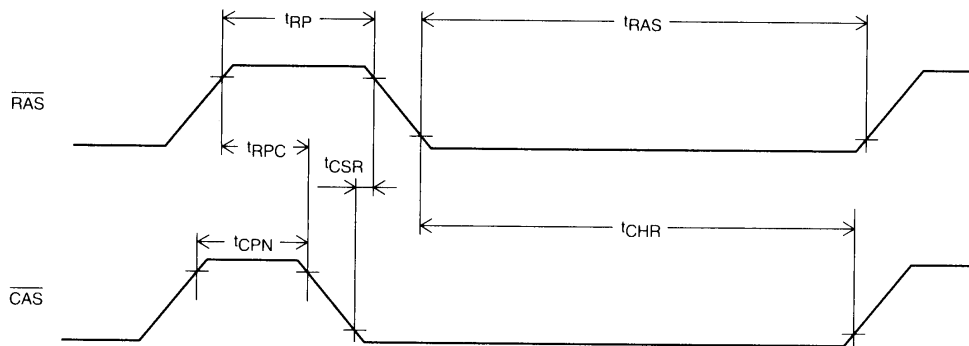 tRP
tRAS
RAS
tRPC
tCSR
tCPN
tCHR
CAS